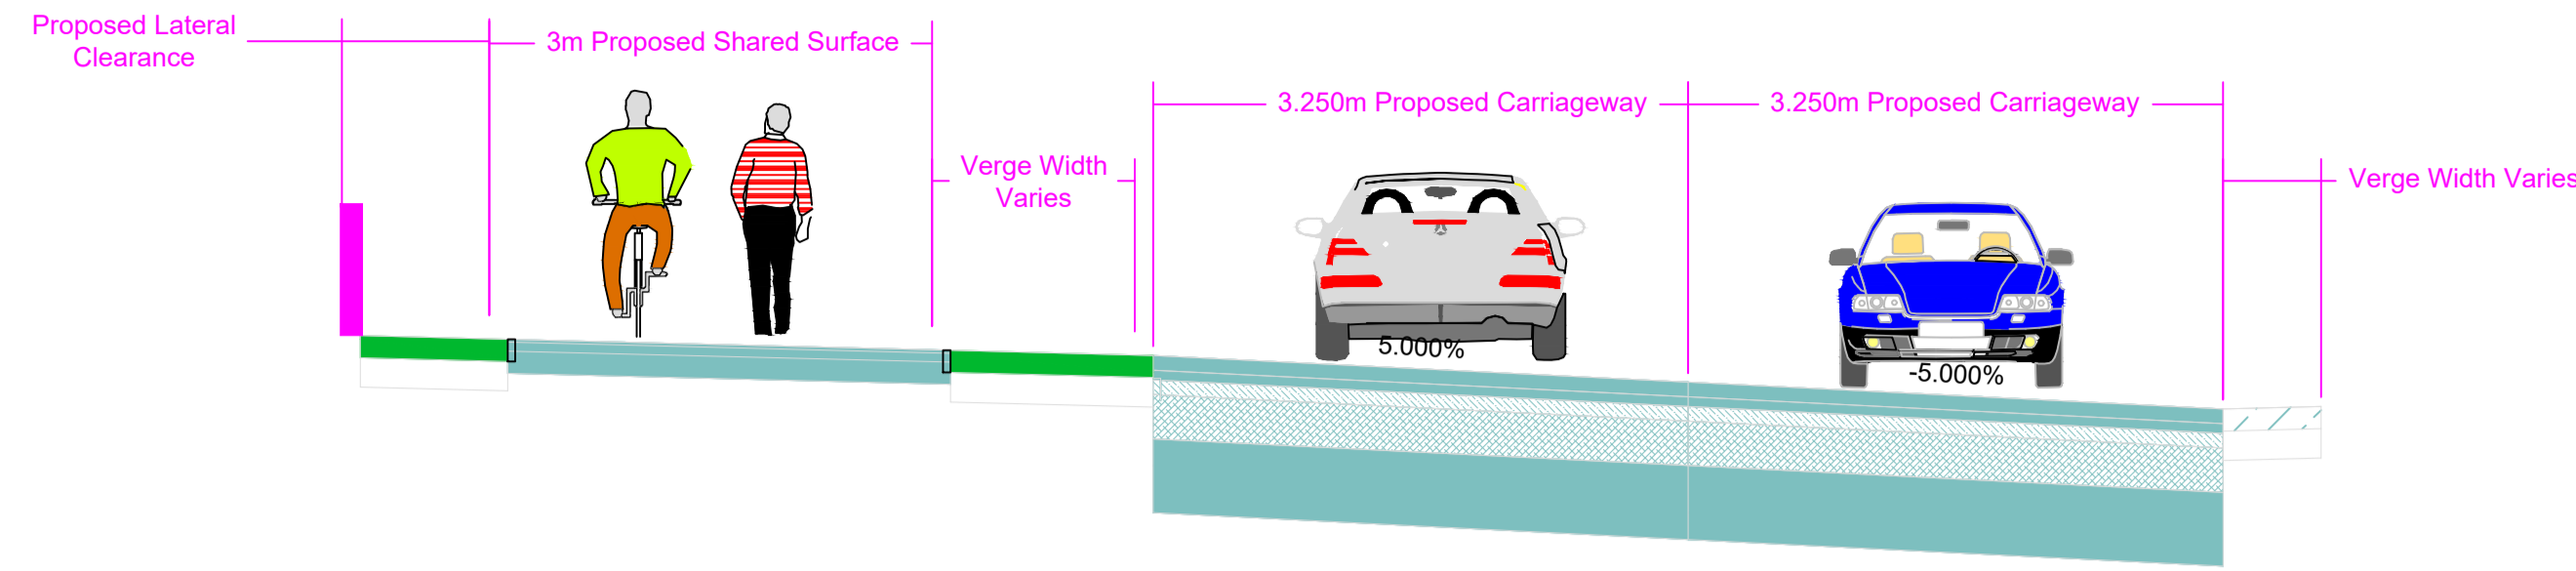 Proposed Lateral
Clearance
3m Proposed Shared Surface
Verge Width
Varies
3.250m Proposed Carriageway
3.250m Proposed Carriageway
Verge Width Varies
5.000%
-5.000%